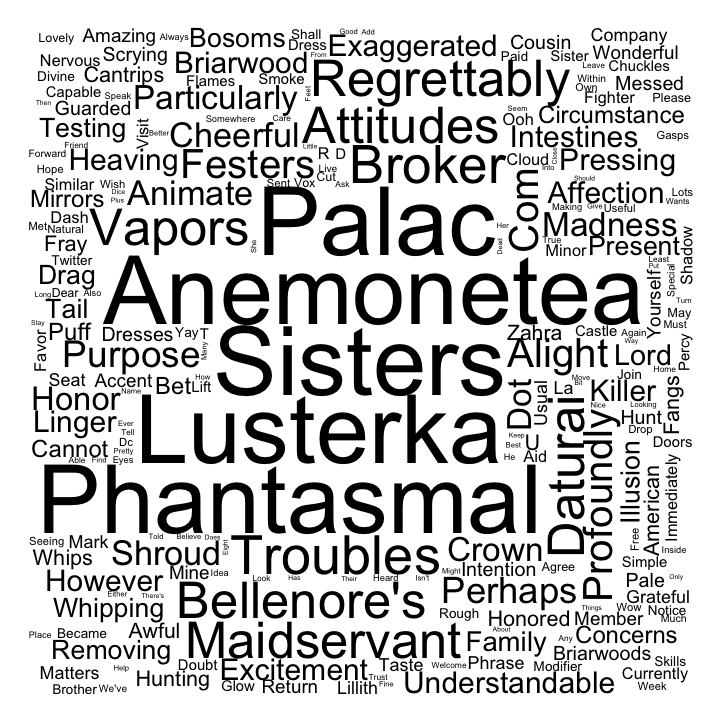 Lovely Amazing Always Bosoms Shall Good Add Cousin Company
Nervous Scrying Briarwood Dress From Exaggerated Paid Sister Leave Wonderful
Divine Cantrips Flames Smoke Regrettably Within Own Chuckles
Capable Speak Particularly Feet Fighter Messed Please
Then Guarded Somewhere Care Attitudes Seem Ooh Circumstance
Testing -Visit Better Cheerful Little Intestines Gasps
Friend Forward Heaving Festers R D Broker Cloud Close Into Pressing
Hope Live Cut Ask Should
Similar Wish Dice Plus Animate Sent Vox Com Affection Lots Wants
Mirrors Making Give Useful
Met Dash Natural Vapors She Palac Her Dead True Madness Shadow
Fray Minor Present
Twitter Least Put Special
Drag Long Dear Also Anemonetea Yourself Turn
Tail May Must
Stay Puff Dresses Yay T Sisters Zahra Castle Again Way Percy
Favor Purpose Many Alight Lord Home
Seat Accent Name Bet How Lift Dot Usual La Move Bit Join
Honor Nice Killer Looking Fangs
Linger Ever Tell Lusterka Keep U Hunt Drop
Cannot Dc Pretty Best He Aid Datural Profoundly Doors
Able Find Eyes Illusion American Immediately
Phantasmal
Seeing Mark Told Believe Does Eight Free Inside
Whips Shroud Troubles Crown Simple
However Mine Idea Look Has Their Heard Isn't Might Intention Agree Pale Only
Either There's Bellenore's Perhaps Grateful
Whipping Rough Things Wow Notice Much
Place Became Awful Maidservant About Honored Member Concerns
Removing Family Any Briarwoods
Matters Help Doubt Excitement Taste Welcome Phrase Modifier Skills
Hunting Trust Currently
Brother We've Glow Return Lillith Fine Understandable Week